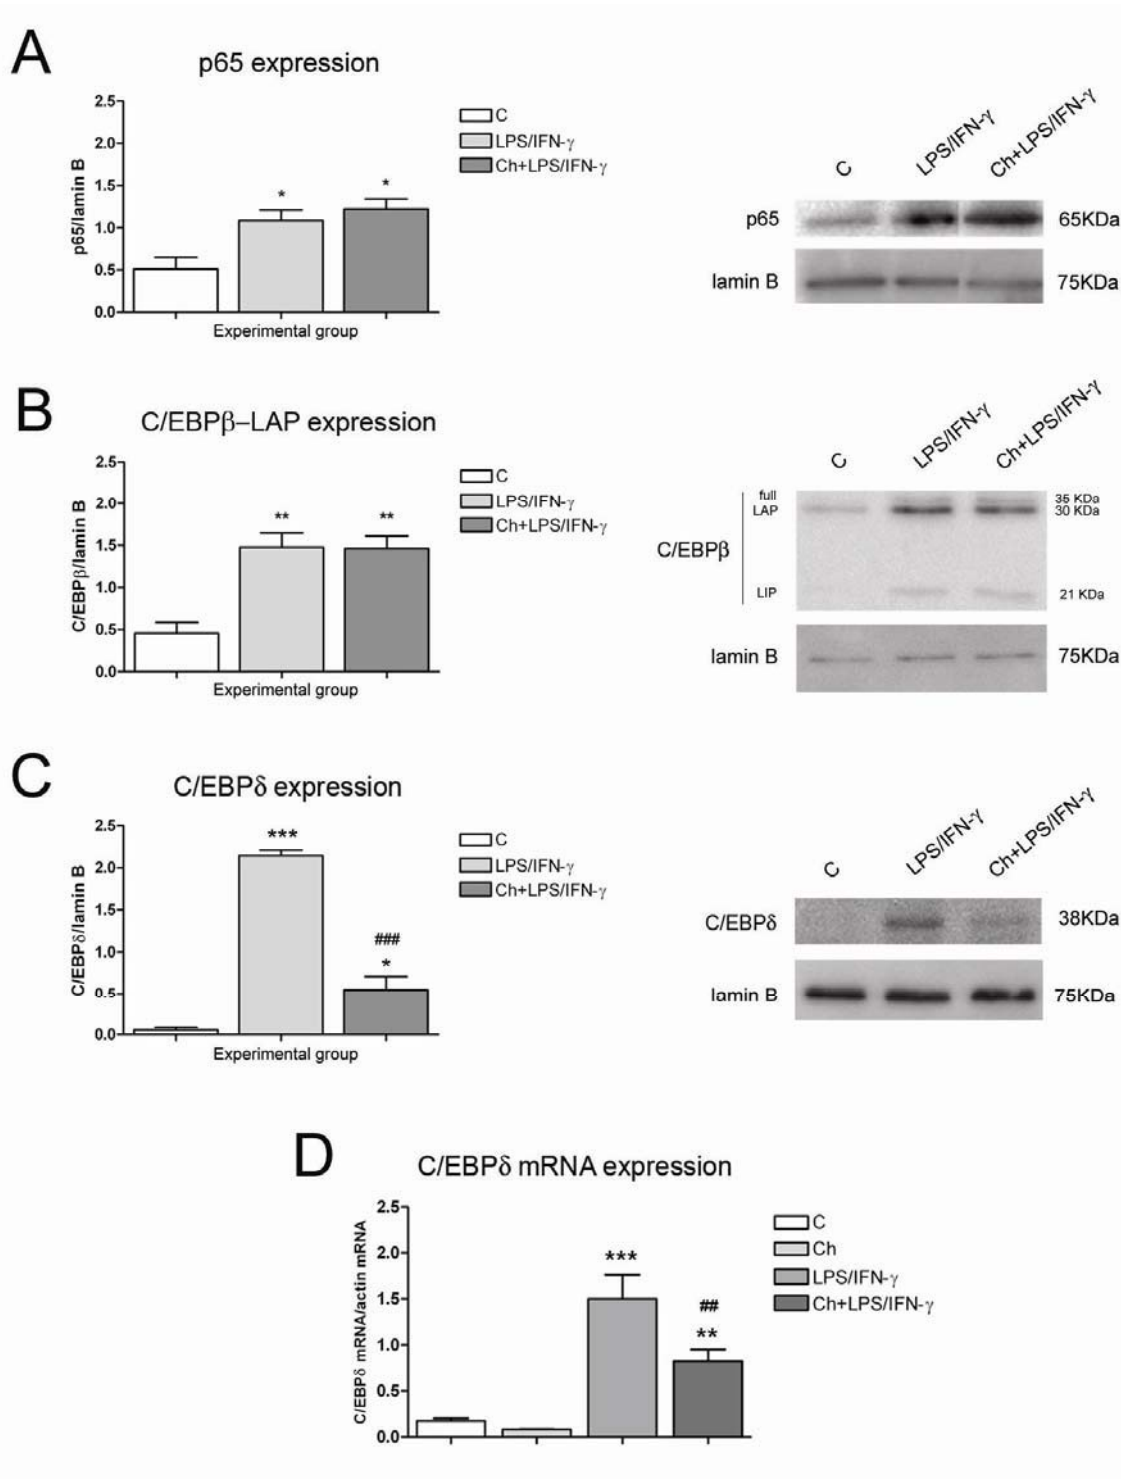 A
p65 expression
p65/lamin B
2.5
2.0
1.5
1.0
0.5
0.0
*
*
Experimental group
C
LPS/IFN-γ
Ch+LPS/IFN-γ
C
LPS/IFN-γ
Ch+LPS/IFN-γ
p65
65KDa
lamin B
75KDa
B
C/EBPβ–LAP expression
C/EBPβ/lamin B
2.5
2.0
1.5
1.0
0.5
0.0
**
**
Experimental group
C
LPS/IFN-γ
Ch+LPS/IFN-γ
C
LPS/IFN-γ
Ch+LPS/IFN-γ
C/EBPβ
full
LAP
LIP
35 KDa
30 KDa
21 KDa
lamin B
75KDa
C
C/EBPδ expression
C/EBPδ/lamin B
2.5
2.0
1.5
1.0
0.5
0.0
***
###
*
Experimental group
C
LPS/IFN-γ
Ch+LPS/IFN-γ
C
LPS/IFN-γ
Ch+LPS/IFN-γ
C/EBPδ
38KDa
lamin B
75KDa
D
C/EBPδ mRNA expression
C/EBPδ mRNA/actin mRNA
2.5
2.0
1.5
1.0
0.5
0.0
***
##
**
C
Ch
LPS/IFN-γ
Ch+LPS/IFN-γ